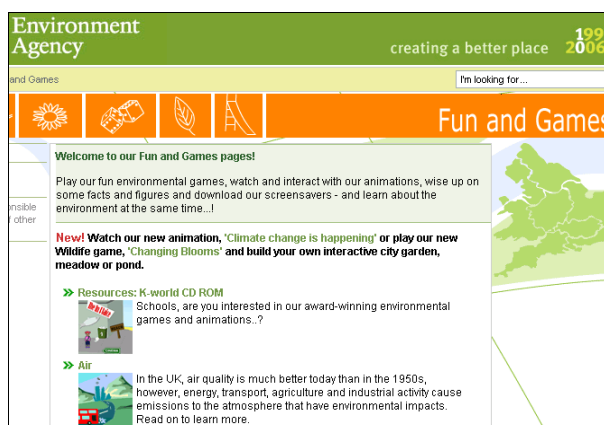 Environment
Agency
creating a better place
199
2006
and Games
I'm looking for...
Fun and Games
Welcome to our Fun and Games pages!
Play our fun environmental games, watch and interact with our animations, wise up on
some facts and figures and download our screensavers - and learn about the
environment at the same time...!
nsible
f other
New! Watch our new animation, 'Climate change is happening' or play our new
Wildife game, 'Changing Blooms' and build your own interactive city garden,
meadow or pond.
Resources: K-world CD ROM
Schools, are you interested in our award-winning environmental
games and animations..?
Air
In the UK, air quality is much better today than in the 1950s,
however, energy, transport, agriculture and industrial activity cause
emissions to the atmosphere that have environmental impacts.
Read on to learn more.